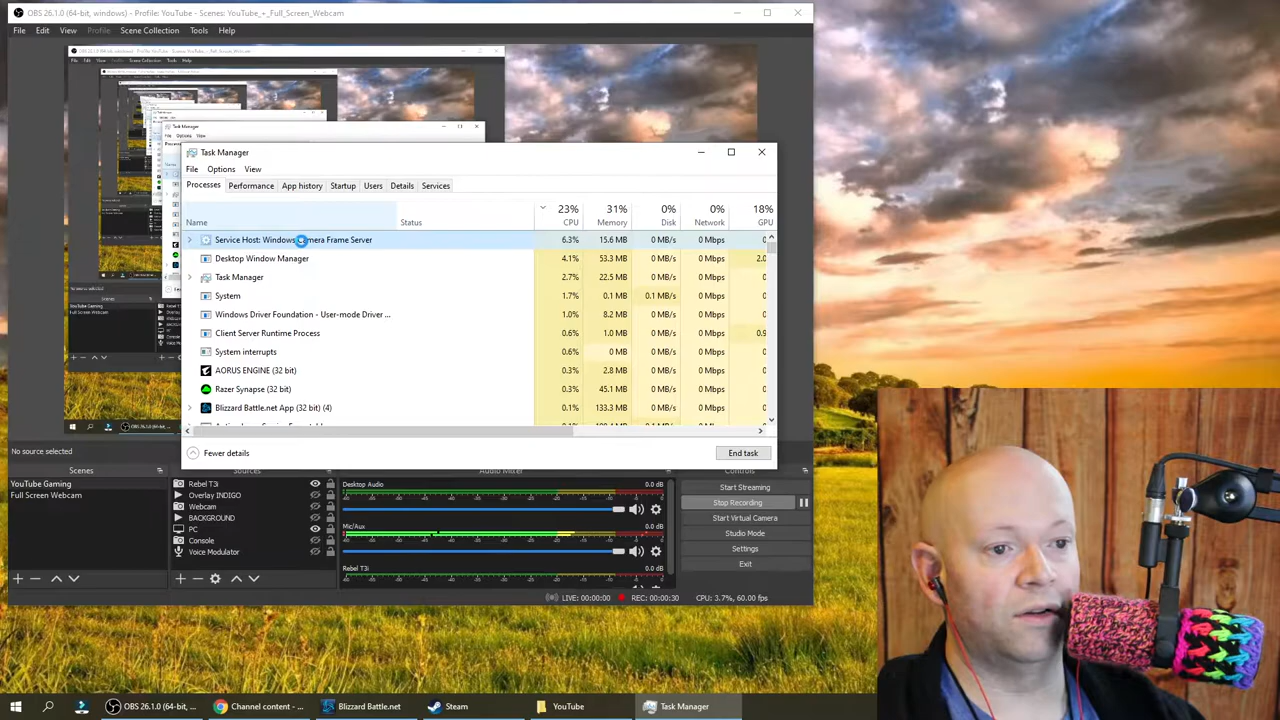 OBS 26.1.0 (64-bit, windows) - Profile: YouTube - Scenes: YouTube_+_Full_Screen_Webcam
File Edit View Profile Scene Collection Tools Help
Task Manager
File Options View
Processes Performance App history Startup Users Details Services
23% 31% 0% 0% 18%
Name Status CPU Memory Disk Network GPU
Service Host: Windows Camera Frame Server 6.3% 15.6 MB 0 MB/s 0 Mbps
Desktop Window Manager 4.1% 53.3 MB 0 MB/s 0 Mbps 2.0
Task Manager 2.7% 22.5 MB 0 MB/s 0 Mbps
System 1.7% 0.1 MB 0.1 MB/s 0 Mbps
Windows Driver Foundation - User-mode Driver ... 1.0% 8.2 MB 0 MB/s 0 Mbps
Client Server Runtime Process 0.6% 1.0 MB 0 MB/s 0 Mbps 0.9
System interrupts 0.6% 0 MB 0 MB/s 0 Mbps
AORUS ENGINE (32 bit) 0.3% 2.8 MB 0 MB/s 0 Mbps
Razer Synapse (32 bit) 0.3% 45.1 MB 0 MB/s 0 Mbps
Blizzard Battle.net App (32 bit) (4) 0.1% 133.3 MB 0 MB/s 0 Mbps
Fewer details End task
No source selected
Scenes Sources Audio Mixer Controls
YouTube Gaming
Full Screen Webcam
Rebel T3i
Overlay INDIGO
Webcam
BACKGROUND
PC
Console
Voice Modulator
Desktop Audio 0.0 dB
Mic/Aux 0.0 dB
Rebel T3i 0.0 dB
Start Streaming
Stop Recording
Start Virtual Camera
Studio Mode
Settings
Exit
LIVE: 00:00:00 REC: 00:00:30 CPU: 3.7%, 60.00 fps
OBS 26.1.0 (64-bit, ... Channel content - ... Blizzard Battle.net Steam YouTube Task Manager